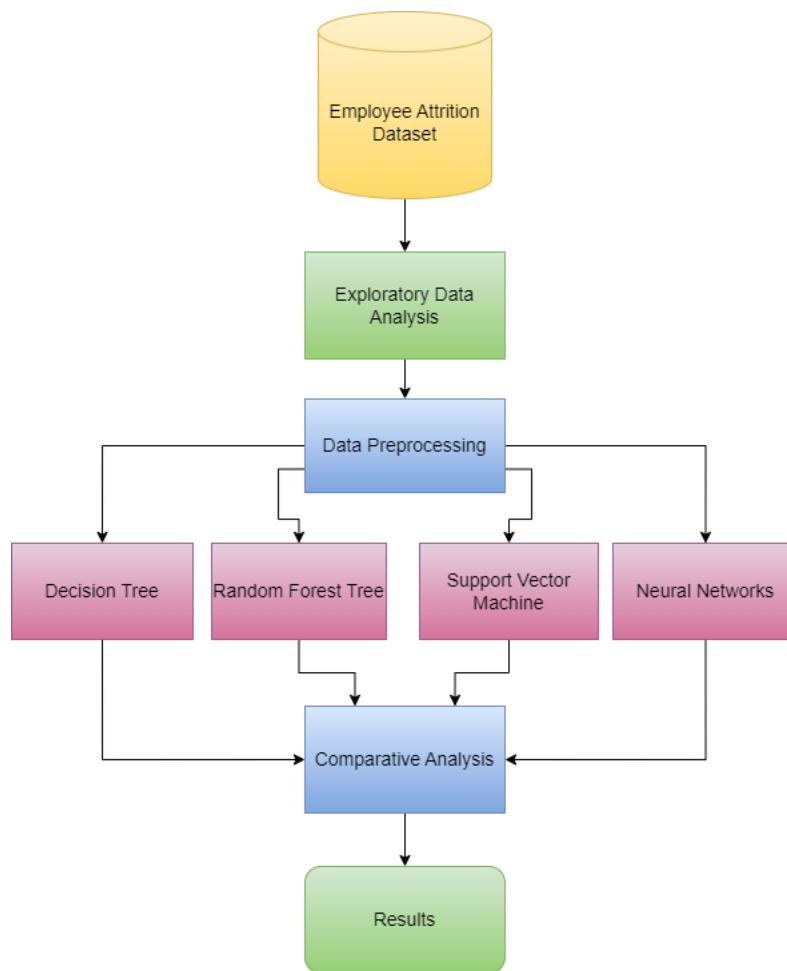 Employee Attrition
Dataset
Exploratory Data
Analysis
Data Preprocessing
Decision Tree
Random Forest Tree
Support Vector
Machine
Neural Networks
Comparative Analysis
Results